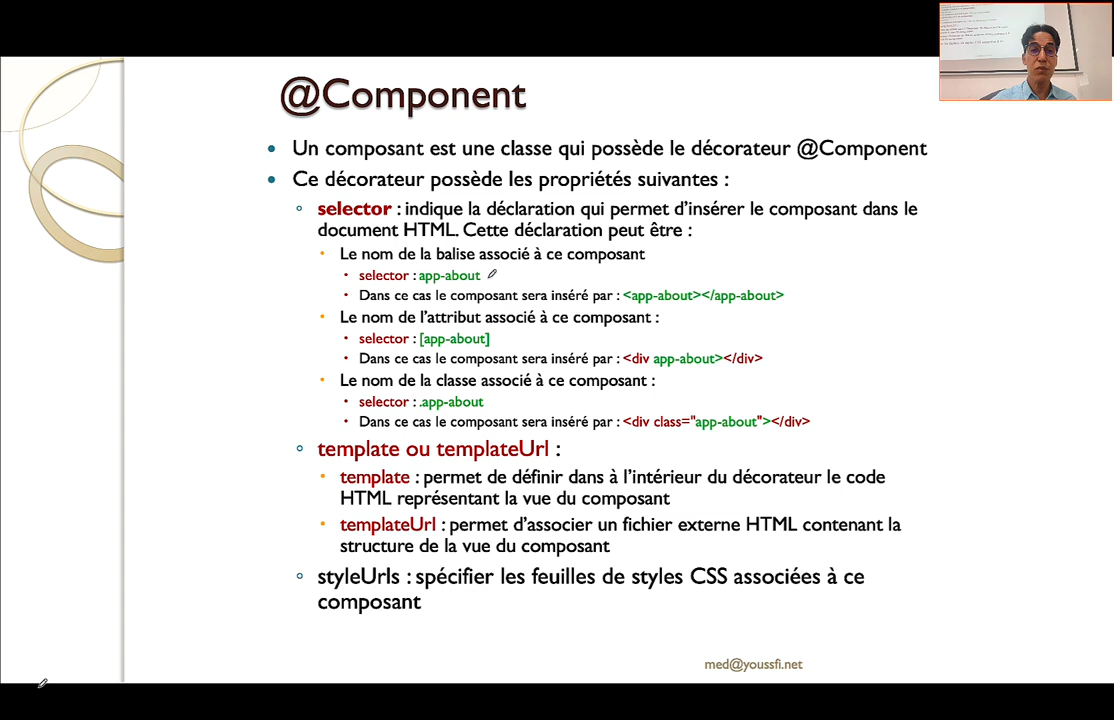 @Component
• Un composant est une classe qui possède le décorateur @Component
• Ce décorateur possède les propriétés suivantes :
◦ selector : indique la déclaration qui permet d'insérer le composant dans le
document HTML. Cette déclaration peut être :
• Le nom de la balise associé à ce composant
• selector : app-about
• Dans ce cas le composant sera inséré par : <app-about></app-about>
• Le nom de l'attribut associé à ce composant :
• selector : [app-about]
• Dans ce cas le composant sera inséré par : <div app-about></div>
• Le nom de la classe associé à ce composant :
• selector : .app-about
• Dans ce cas le composant sera inséré par : <div class="app-about"></div>
◦ template ou templateUrl :
• template : permet de définir dans à l'intérieur du décorateur le code
HTML représentant la vue du composant
• templateUrl : permet d'associer un fichier externe HTML contenant la
structure de la vue du composant
◦ styleUrls : spécifier les feuilles de styles CSS associées à ce
composant
med@youssfi.net